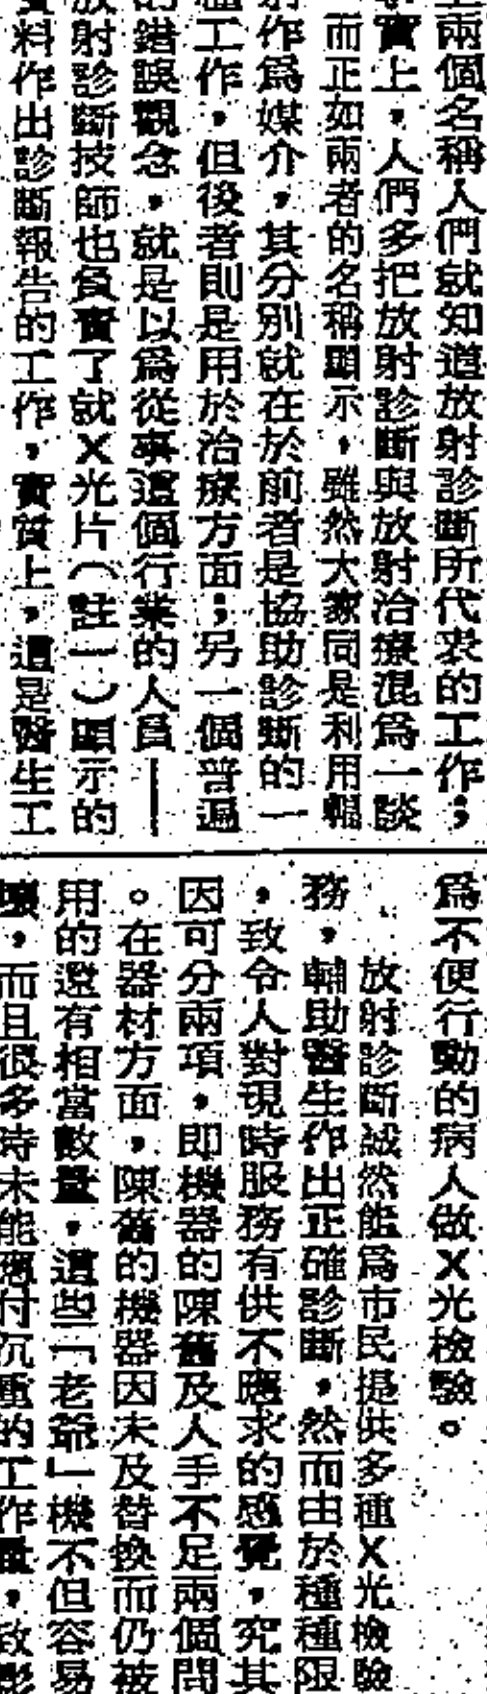 兩個名稱人們就知道放射診斷所代表的工作；
實上，人們多把放射診斷與放射治療混為一談
而正如兩者的名稱顯示，雖然大家同是利用輻
作為媒介，其分別就在於前者是協助診斷的一
工作，但後者則是用於治療方面；另一個普遍
的錯誤觀念，就是以為從事這個行業的人員——
放射診斷技師也負責了就X光片（註一）顯示的
資料作出診斷報告的工作，實質上，這是醫生工
為不便行動的病人做X光檢驗。
放射診斷誠然能為市民提供多種X光檢驗
務，輔助醫生作出正確診斷，然而由於種種限
，致令人對現時服務有供不應求的感覺，究其
因可分兩項，即機器的陳舊及人手不足兩個問
。在器材方面，陳舊的機器因未及替換而仍被
用的還有相當數量，這些「老爺」機不但容易
壞，而且很多時未能應付沉重的工作量，致影